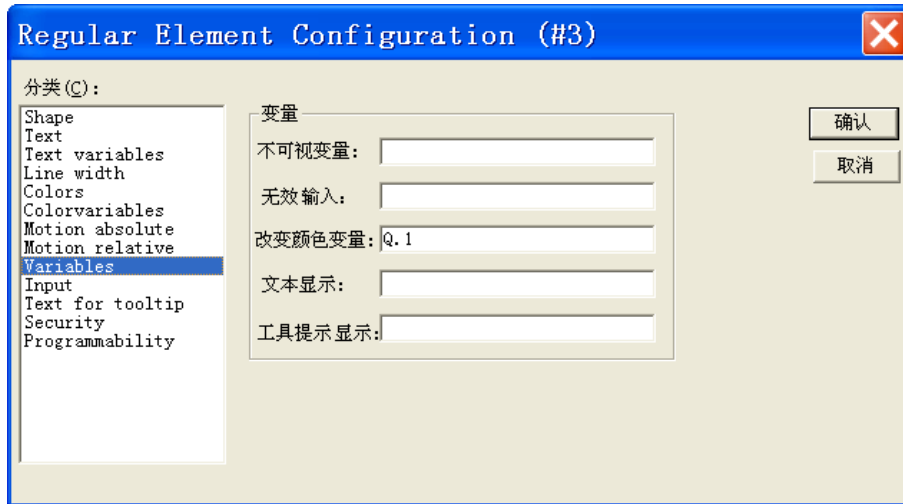 Regular Element Configuration (#3)
分类(C):
Shape
Text
Text variables
Line width
Colors
Colorvariables
Motion absolute
Motion relative
Variables
Input
Text for tooltip
Security
Programmability
变量
不可视变量:
无效输入:
改变颜色变量: Q.1
文本显示:
工具提示显示:
确认
取消